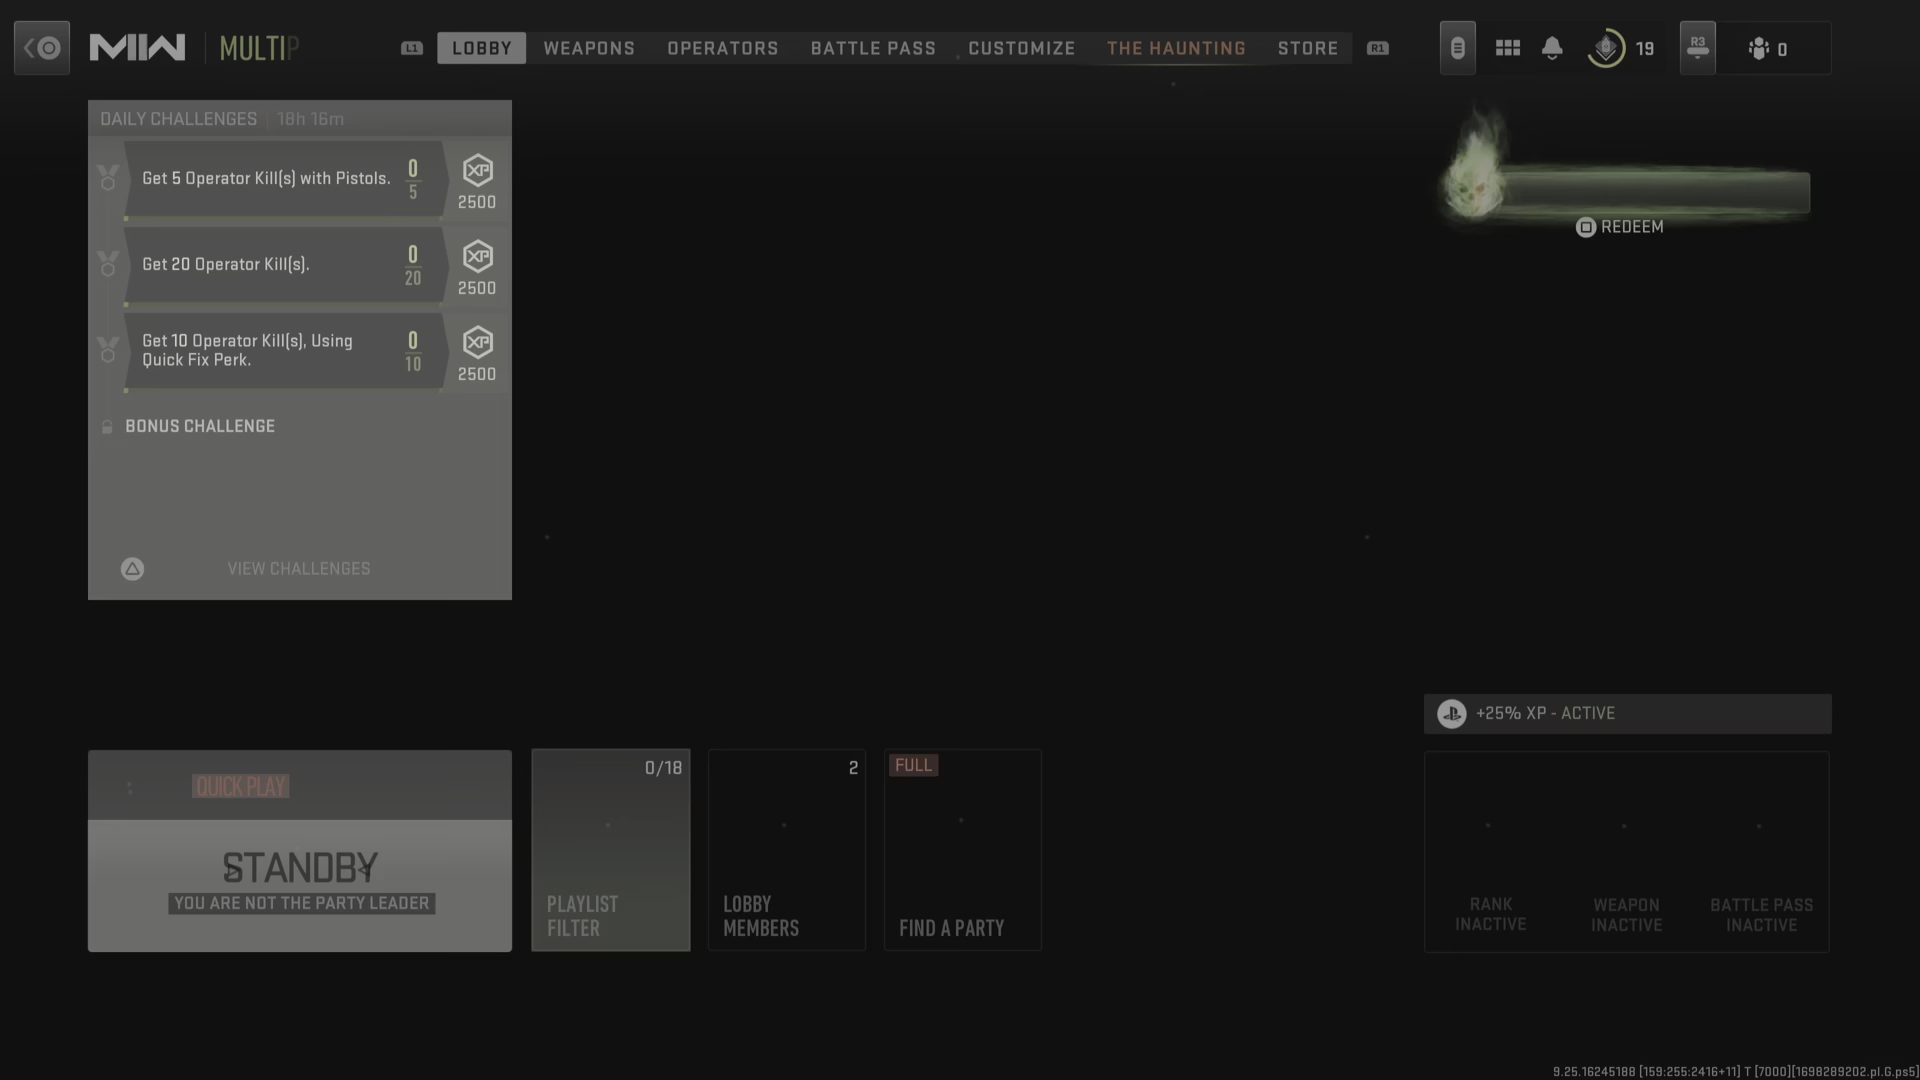 MW MULTIP
L1 LOBBY WEAPONS OPERATORS BATTLE PASS CUSTOMIZE THE HAUNTING STORE R1
19 R3 0
DAILY CHALLENGES 18h 16m
Get 5 Operator Kill(s) with Pistols. 0/5 XP 2500
Get 20 Operator Kill(s). 0/20 XP 2500
Get 10 Operator Kill(s), Using
Quick Fix Perk. 0/10 XP 2500
BONUS CHALLENGE
VIEW CHALLENGES
REDEEM
+25% XP - ACTIVE
QUICK PLAY
STANDBY
YOU ARE NOT THE PARTY LEADER
0/18
PLAYLIST
FILTER
2
LOBBY
MEMBERS
FULL
FIND A PARTY
RANK
INACTIVE
WEAPON
INACTIVE
BATTLE PASS
INACTIVE
9.25.16245188 [159:255:2416+11] T [7000][1698289202.pl.G.ps5]